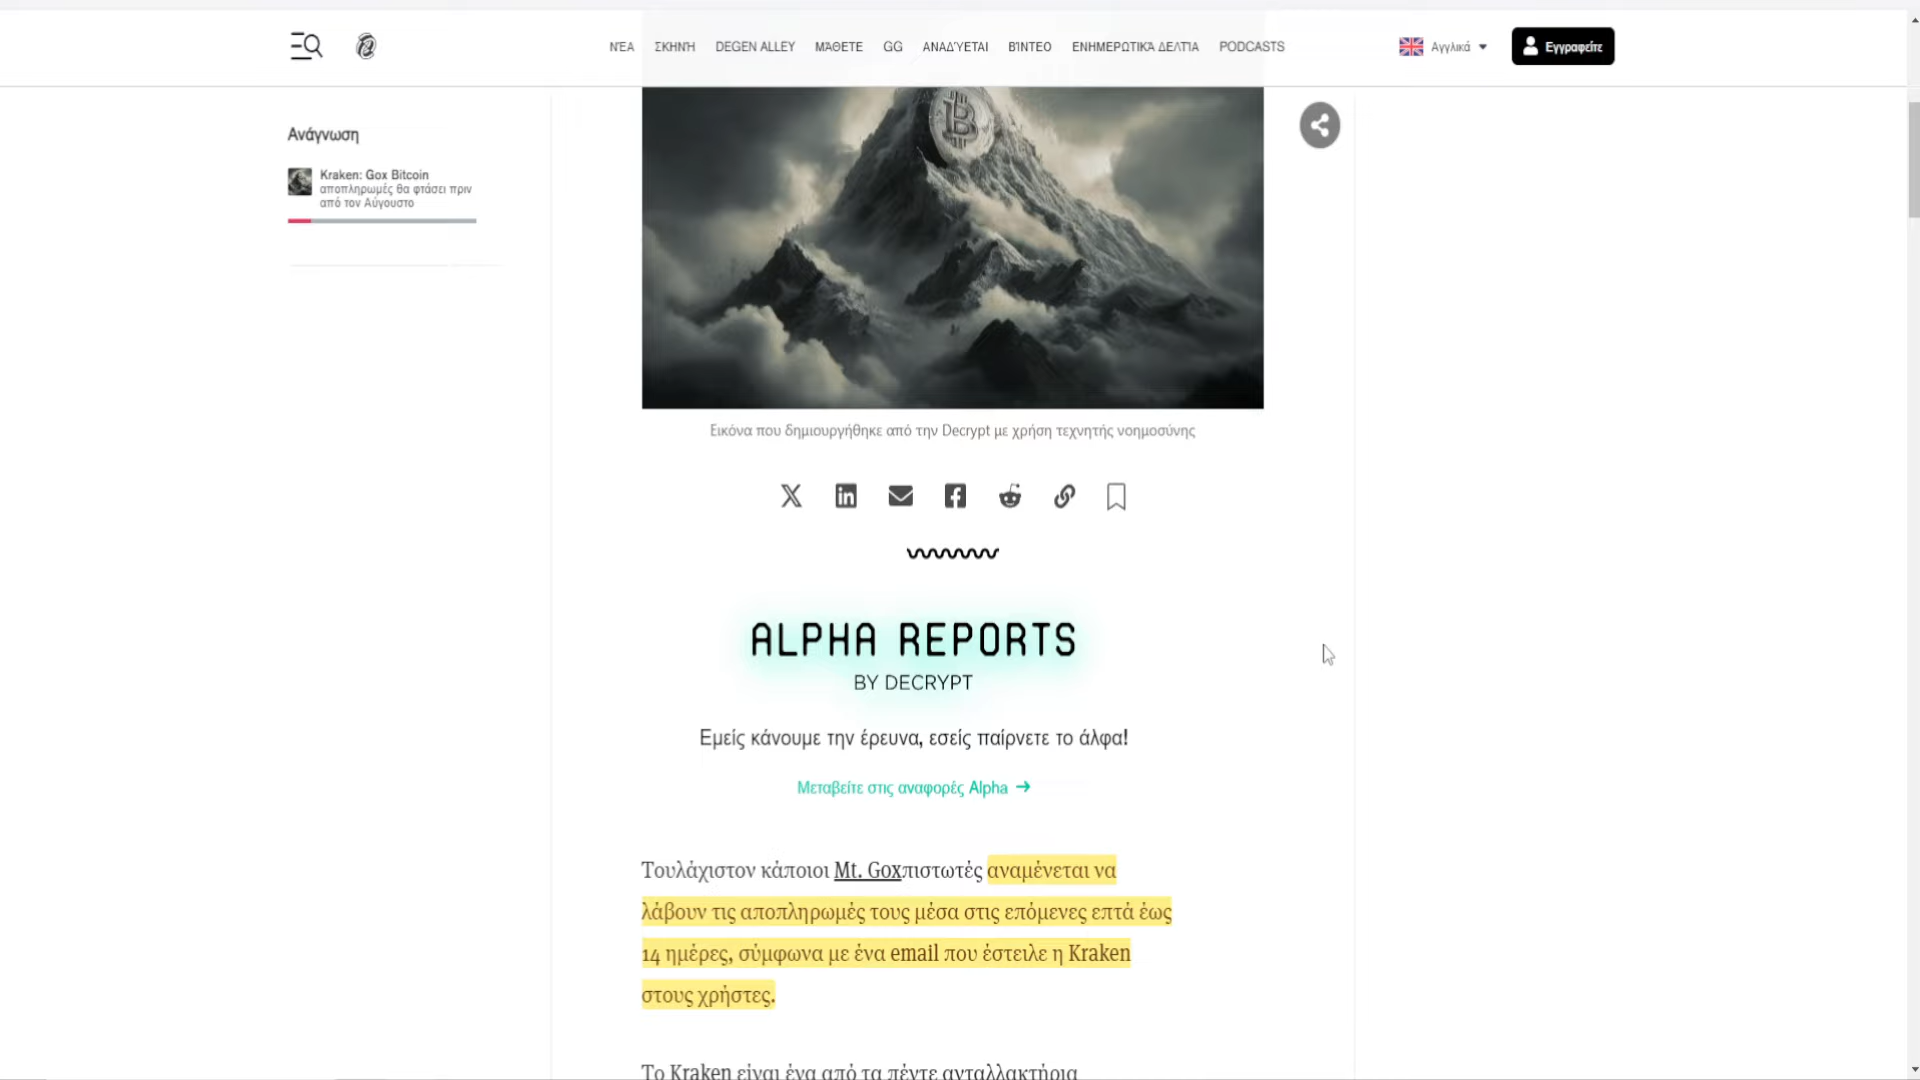 ΝΈΑ ΣΚΗΝΉ DEGEN ALLEY ΜΆΘΕΤΕ GG ΑΝΑΔΎΕΤΑΙ ΒΊΝΤΕΟ ΕΝΗΜΕΡΩΤΙΚΆ ΔΕΛΤΊΑ PODCASTS
Αγγλικά
Εγγραφείτε
Ανάγνωση
Kraken: Gox Bitcoin
αποπληρωμές θα φτάσει πριν
από τον Αύγουστο
Εικόνα που δημιουργήθηκε από την Decrypt με χρήση τεχνητής νοημοσύνης
ALPHA REPORTS
BY DECRYPT
Εμείς κάνουμε την έρευνα, εσείς παίρνετε το άλφα!
Μεταβείτε στις αναφορές Alpha
Τουλάχιστον κάποιοι Mt. Goxπιστωτές αναμένεται να
λάβουν τις αποπληρωμές τους μέσα στις επόμενες επτά έως
14 ημέρες, σύμφωνα με ένα email που έστειλε η Kraken
στους χρήστες.
Το Kraken είναι ένα από τα πέντε ανταλλακτήρια